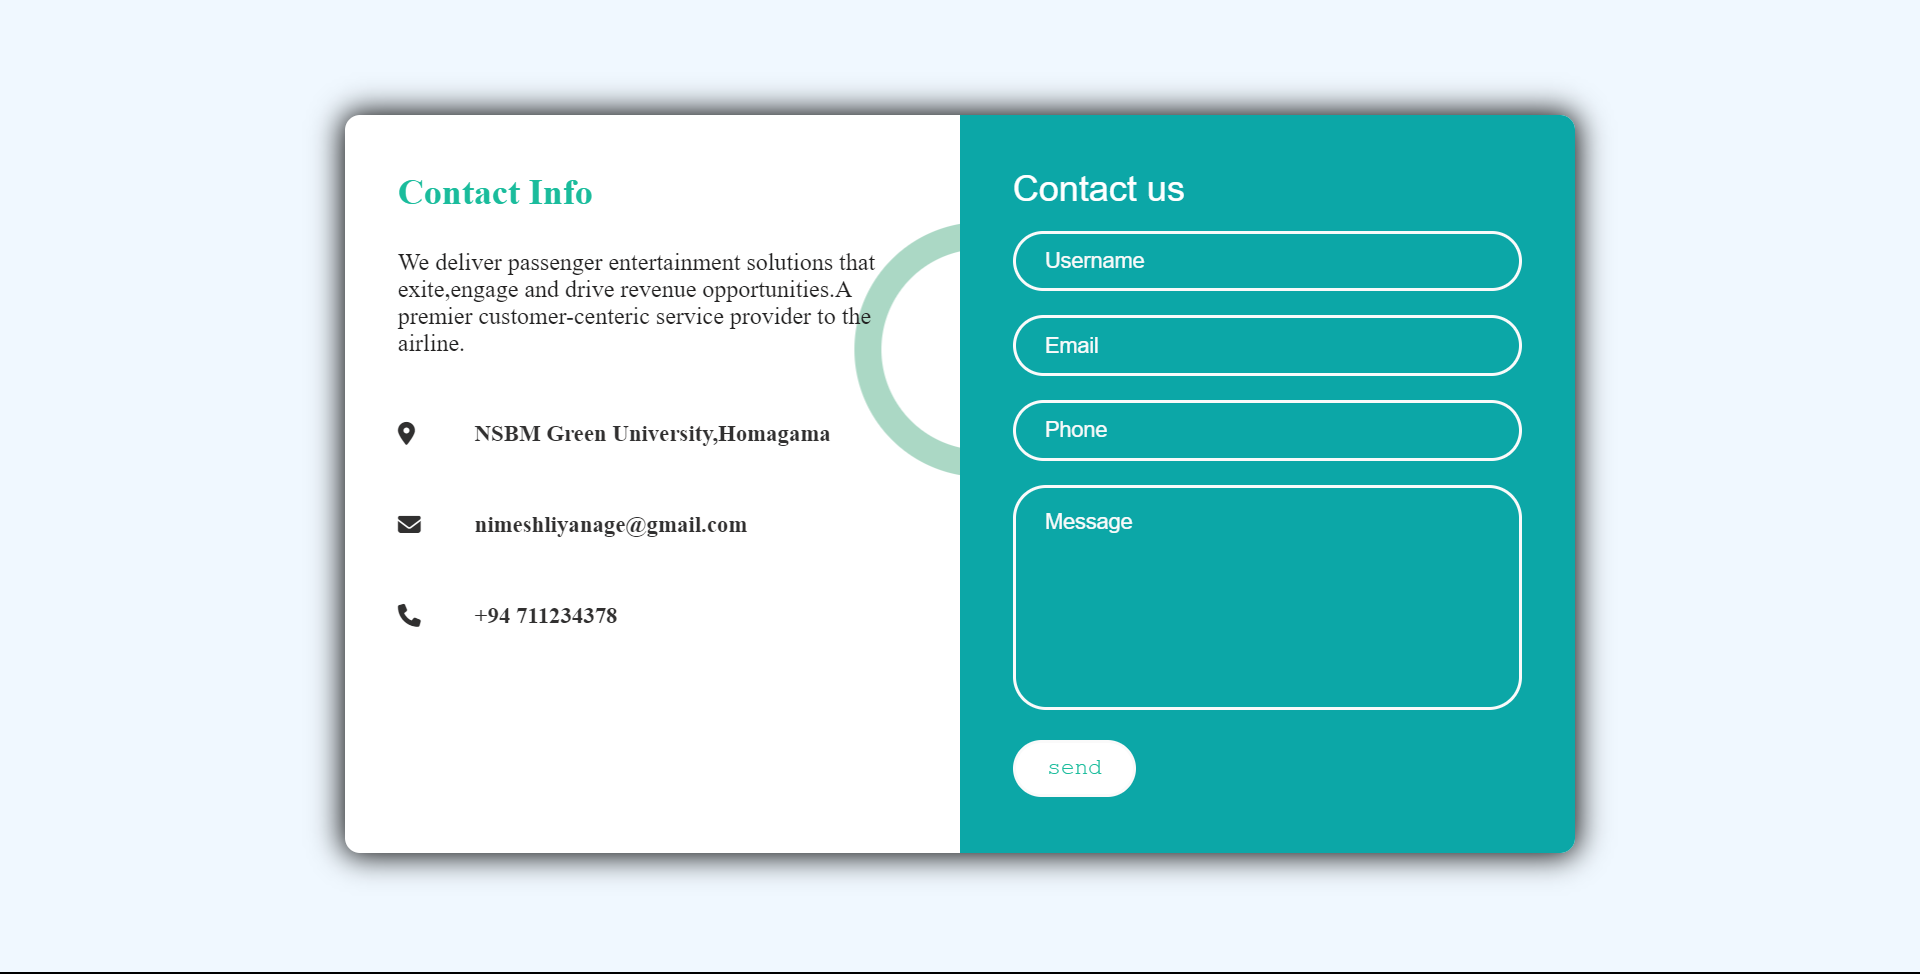 Contact Info
We deliver passenger entertainment solutions that
exite,engage and drive revenue opportunities.A
premier customer-centeric service provider to the
airline.
NSBM Green University,Homagama
nimeshliyanage@gmail.com
+94 711234378
Contact us
Username
Email
Phone
Message
send